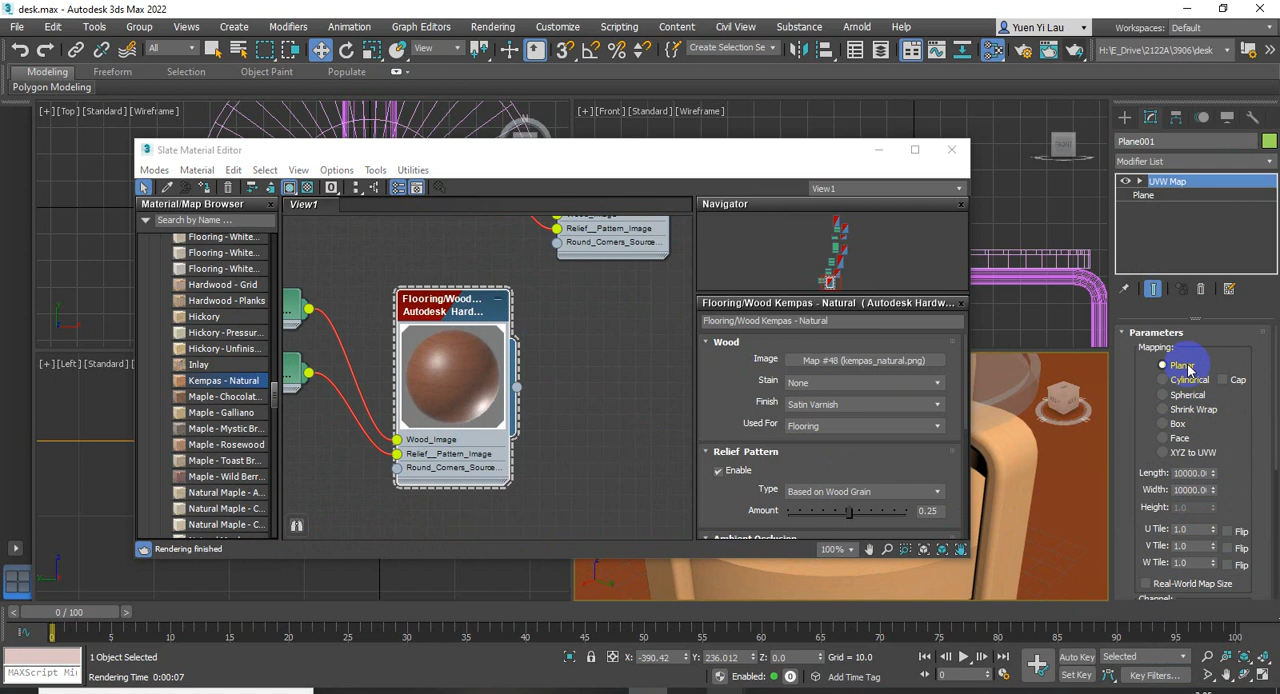 desk.max - Autodesk 3ds Max 2022
File Edit Tools Group Views Create Modifiers Animation Graph Editors Rendering Customize Scripting Content Civil View Substance Arnold Help
Yuen Yi Lau
Workspaces: Default
All
View
Create Selection Se
H:\E_Drive\2122A\3906\desk
Modeling Freeform Selection Object Paint Populate
Polygon Modeling
[+] [Top] [Standard] [Wireframe]
[+] [Front] [Standard] [Wireframe]
FRONT
[+] [Left] [Standard]
Slate Material Editor
Modes Material Edit Select View Options Tools Utilities
View1
Material/Map Browser
Search by Name ...
Flooring - White...
Flooring - White...
Flooring - White...
Hardwood - Grid
Hardwood - Planks
Hickory
Hickory - Pressur...
Hickory - Unfinis...
Inlay
Kempas - Natural
Maple - Chocolat...
Maple - Galliano
Maple - Mystic Br...
Maple - Rosewood
Maple - Toast Br...
Maple - Wild Berr...
Natural Maple - A...
Natural Maple - C...
Natural Maple - C...
View1
Relief__Pattern_Image
Round_Corners_Source...
Flooring/Wood...
Autodesk Hard...
Wood_Image
Relief__Pattern_Image
Round_Corners_Source...
Navigator
Flooring/Wood Kempas - Natural ( Autodesk Hardw...
Flooring/Wood Kempas - Natural
Wood
Image Map #48 (kempas_natural.png)
Stain None
Finish Satin Varnish
Used For Flooring
Relief Pattern
Enable
Type Based on Wood Grain
Amount 0.25
Ambient Occlusion
Rendering finished
100%
Plane001
Modifier List
UVW Map
Plane
Parameters
Mapping:
Planar
Cylindrical Cap
Spherical
Shrink Wrap
Box
Face
XYZ to UVW
Length: 10000.0
Width: 10000.0
Height: 1.0
U Tile: 1.0 Flip
V Tile: 1.0 Flip
W Tile: 1.0 Flip
Real-World Map Size
Channel:
0 / 100
0 5 10 15 20 25 30 35 40 45 50 55 60 65 70 75 80 85 90 95 100
1 Object Selected
X: -390.42 Y: 236.012 Z: 0.0 Grid = 10.0
Auto Key Selected
MAXScript Mi
Rendering Time 0:00:07
Enabled: 0
Add Time Tag
0
Set Key Key Filters...